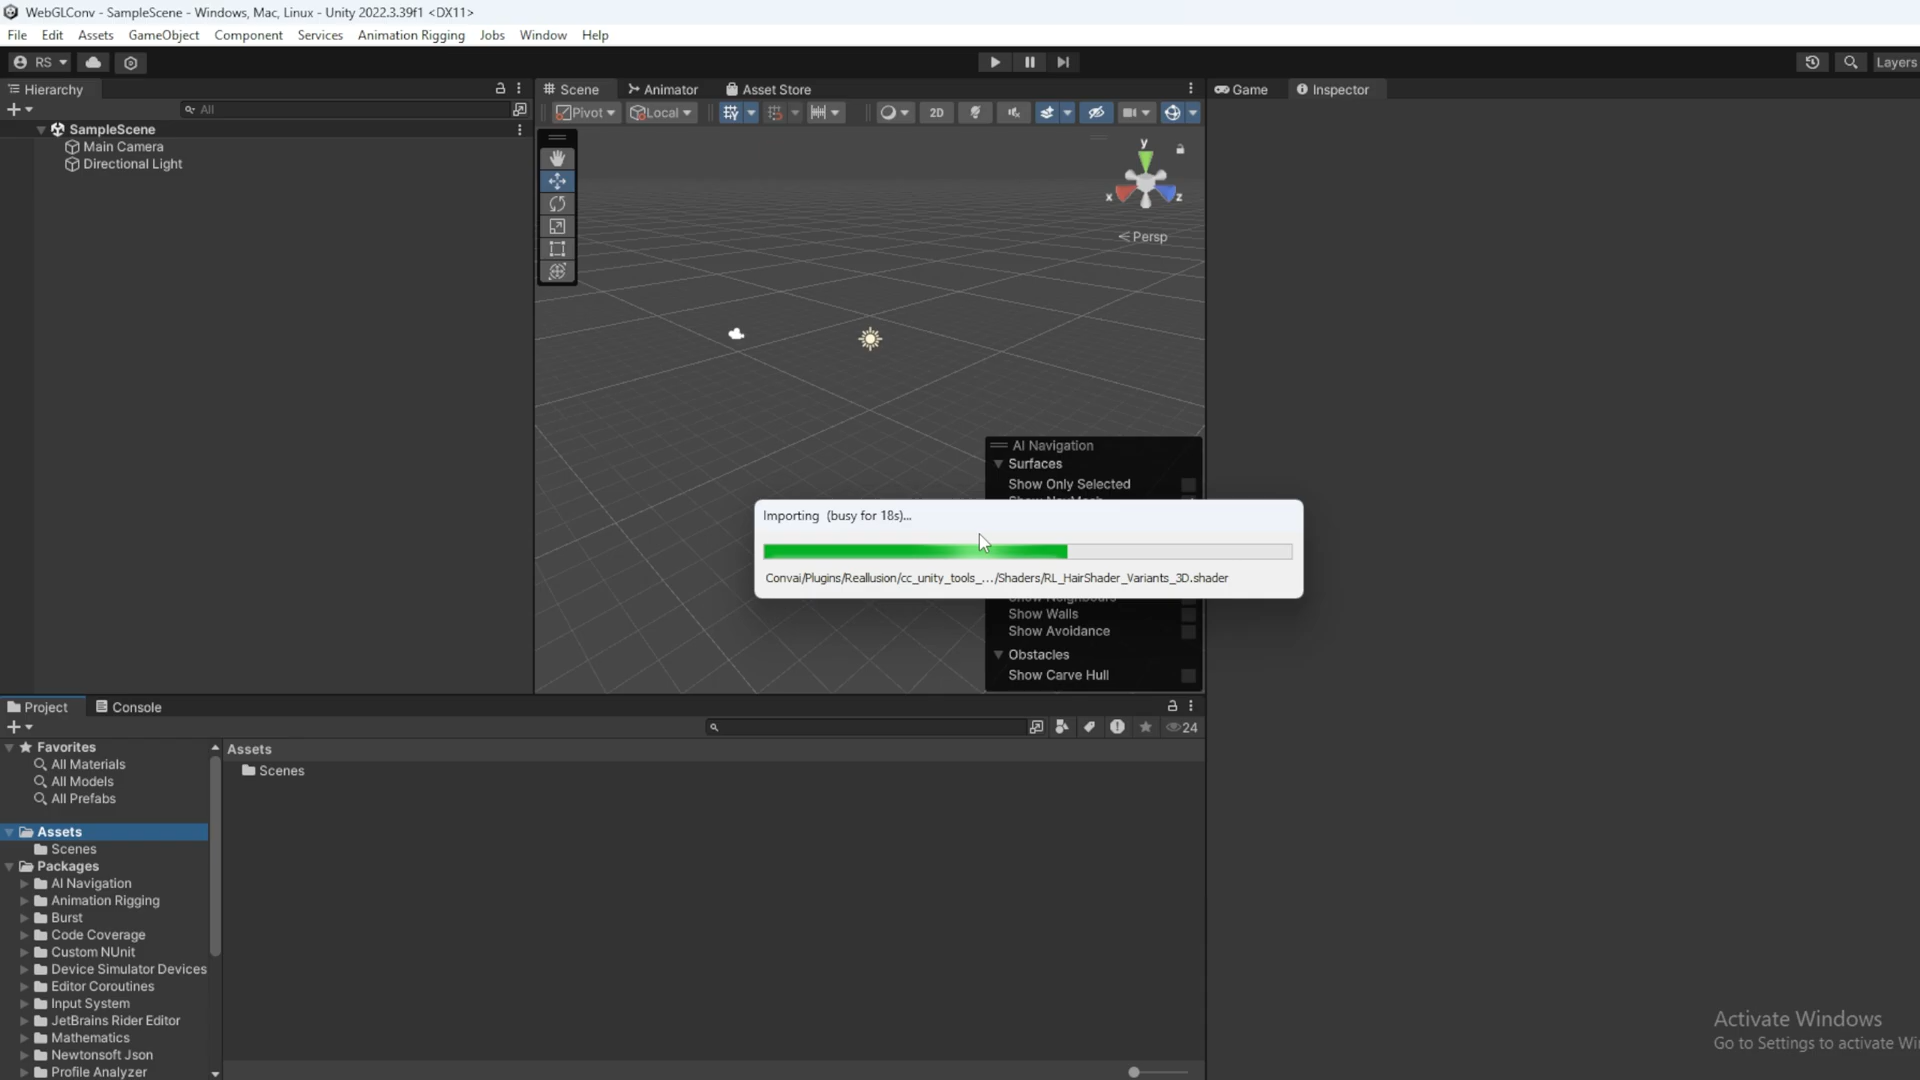 WebGLConv - SampleScene - Windows, Mac, Linux - Unity 2022.3.39f1 <DX11>
File Edit Assets GameObject Component Services Animation Rigging Jobs Window Help
RS
Layers
Hierarchy
All
SampleScene
Main Camera
Directional Light
Scene Animator Asset Store
Pivot Local 2D
y
x
z
Persp
Game Inspector
AI Navigation
Surfaces
Show Only Selected
Importing (busy for 18s)...
Convai/Plugins/Reallusion/cc_unity_tools_.../Shaders/RL_HairShader_Variants_3D.shader
Show Walls
Show Avoidance
Obstacles
Show Carve Hull
Project Console
24
Favorites
All Materials
All Models
All Prefabs
Assets
Scenes
Packages
AI Navigation
Animation Rigging
Burst
Code Coverage
Custom NUnit
Device Simulator Devices
Editor Coroutines
Input System
JetBrains Rider Editor
Mathematics
Newtonsoft Json
Profile Analyzer
Assets
Scenes
Activate Windows
Go to Settings to activate Wi